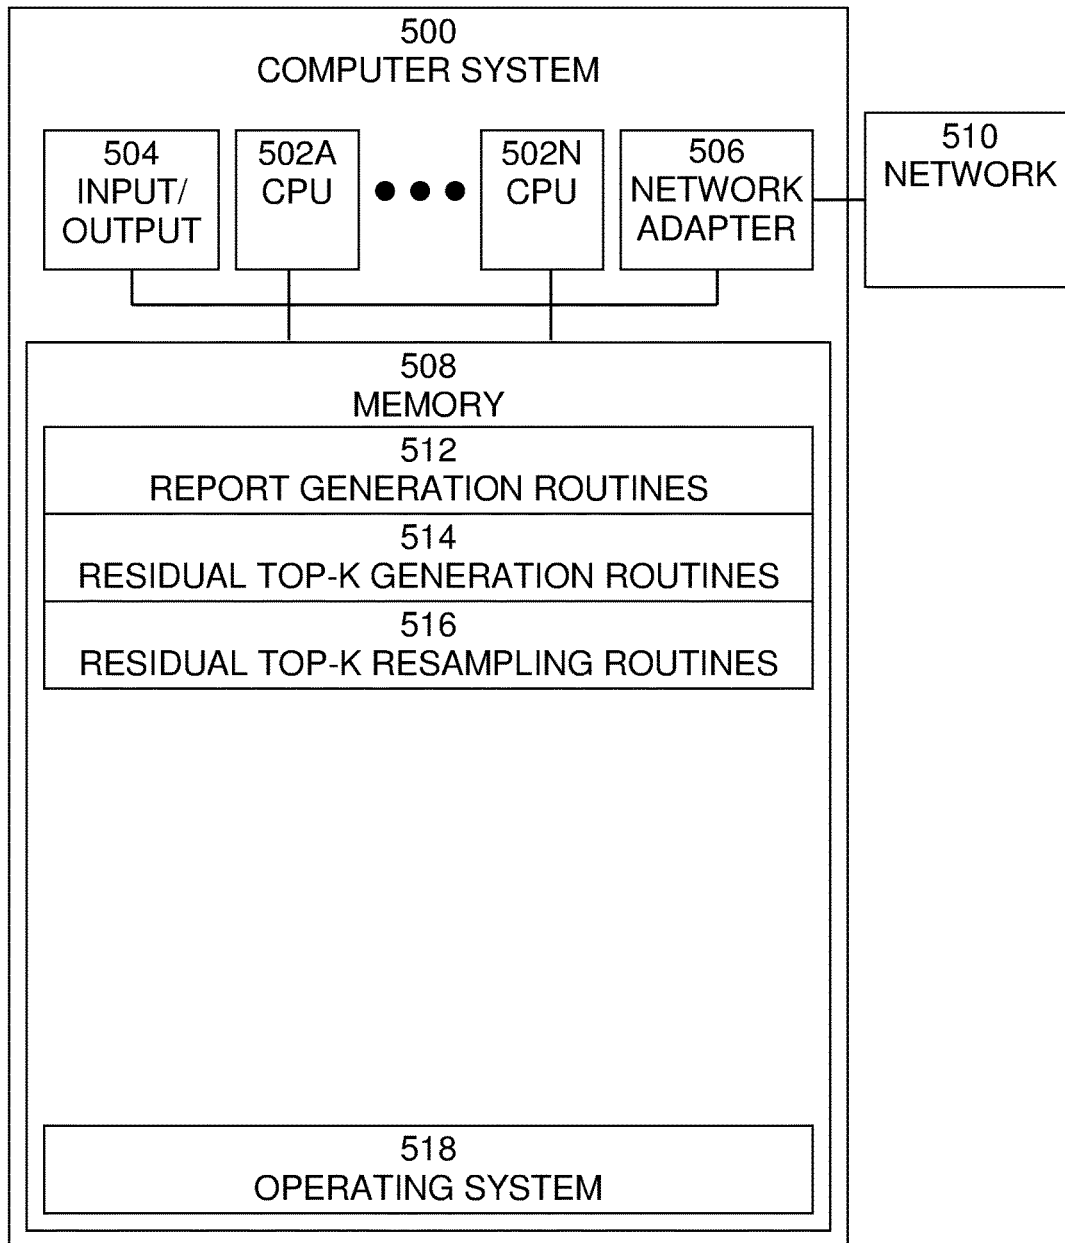 500
COMPUTER SYSTEM
504
INPUT/
OUTPUT
502A
CPU
502N
CPU
506
NETWORK
ADAPTER
510
NETWORK
508
MEMORY
512
REPORT GENERATION ROUTINES
514
RESIDUAL TOP-K GENERATION ROUTINES
516
RESIDUAL TOP-K RESAMPLING ROUTINES
518
OPERATING SYSTEM